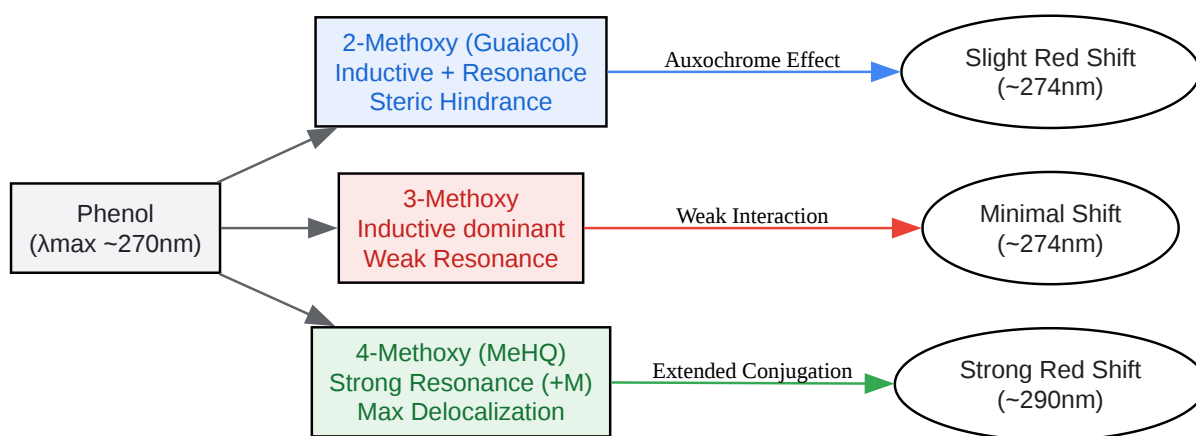 2-Methoxy (Guaiacol)
Inductive + Resonance
Steric Hindrance
Auxochrome Effect
Slight Red Shift
(~274nm)
Phenol
(λmax ~270nm)
3-Methoxy
Inductive dominant
Weak Resonance
Weak Interaction
Minimal Shift
(~274nm)
4-Methoxy (MeHQ)
Strong Resonance (+M)
Max Delocalization
Extended Conjugation
Strong Red Shift
(~290nm)